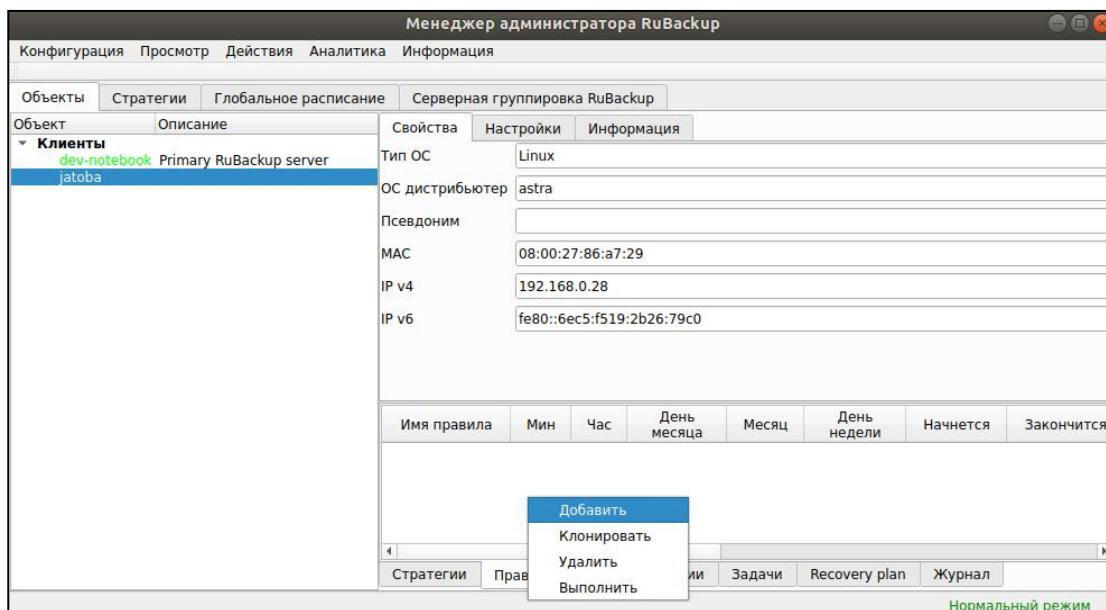 Менеджер администратора RuBackup
Конфигурация Просмотр Действия Аналитика Информация
Объекты Стратегии Глобальное расписание Серверная группировка RuBackup
Объект Описание
Клиенты
dev-notebook Primary RuBackup server
jatoba
Свойства Настройки Информация
Тип ОС Linux
ОС дистрибьютер astra
Псевдоним
MAC 08:00:27:86:a7:29
IP v4 192.168.0.28
IP v6 fe80::6ec5:f519:2b26:79c0
Имя правила Мин Час День месяца Месяц День недели Начнется Закончится
Добавить
Клонировать
Удалить
Выполнить
Стратегии Задачи Recovery plan Журнал
Нормальный режим